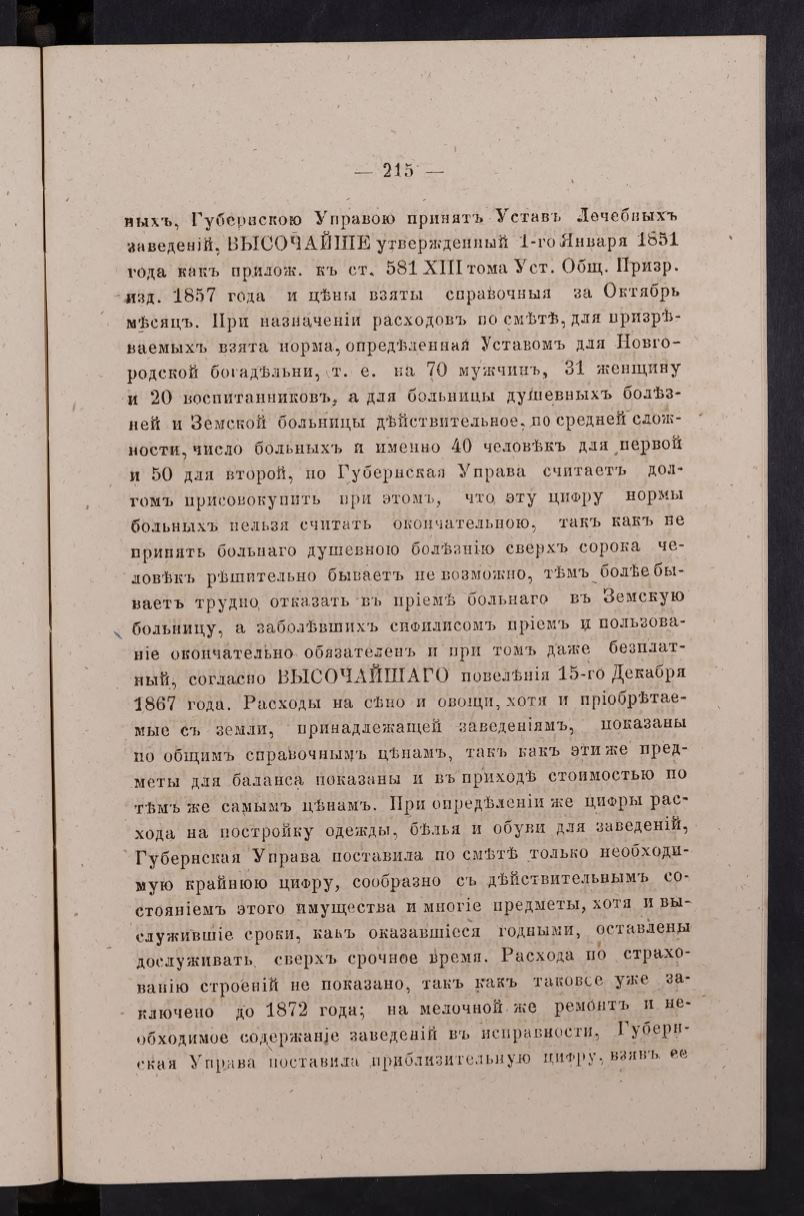 — 215 —
ныхъ, Губернскою Управою принятъ Уставъ Лечебныхъ
заведеній, ВЫСОЧАЙШЕ утвержденный 1-го Января 1851
года какъ прилож. къ ст. 581 XIII тома Уст. Общ. Призр.
изд. 1857 года и цѣны взяты справочныя за Октябрь
мѣсяцъ. При назначеніи расходовъ по смѣтѣ, для призрѣ-
ваемыхъ взята норма, опредѣленная Уставомъ для Новго-
родской богадѣльни, т. е. на 70 мужчинъ, 31 женщину
и 20 воспитанниковъ, а для больницы душевныхъ болѣз-
ней и Земской больницы дѣйствительное, по средней слож-
ности, число больныхъ и именно 40 человѣкъ для первой
и 50 для второй, но Губернская Управа считаетъ дол-
гомъ присовокупить при этомъ, что эту цифру нормы
больныхъ нельзя считать окончательною, такъ какъ не
принять больнаго душевною болѣзнію сверхъ сорока че-
ловѣкъ рѣшительно бываетъ не возможно, тѣмъ болѣе бы-
ваетъ трудно отказать въ пріемѣ больнаго въ Земскую
больницу, а заболѣвшихъ сифилисомъ пріемъ и пользова-
ніе окончательно обязателенъ и при томъ даже безплат-
ный, согласно ВЫСОЧАЙШАГО повелѣнія 15-го Декабря
1867 года. Расходы на сѣно и овощи, хотя и пріобрѣтае-
мые съ земли, принадлежащей заведеніямъ, показаны
по общимъ справочнымъ цѣнамъ, такъ какъ эти же пред-
меты для баланса показаны и въ приходѣ стоимостью по
тѣмъ же самымъ цѣнамъ. При опредѣленіи же цифры рас-
хода на постройку одежды, бѣлья и обуви для заведеній,
Губернская Управа поставила по смѣтѣ только необходи-
мую крайнюю цифру, сообразно съ дѣйствительнымъ со-
стояніемъ этого имущества и многіе предметы, хотя и вы-
служившіе сроки, какъ оказавшіеся годными, оставлены
дослуживать сверхъ срочное время. Расхода по страхо-
ванію строеній не показано, такъ какъ таковое уже за-
ключено до 1872 года; на мелочной же ремонтъ и не-
обходимое содержаніе заведеній въ исправности, Губерн-
ская Управа поставила приблизительную цифру, взявъ ее